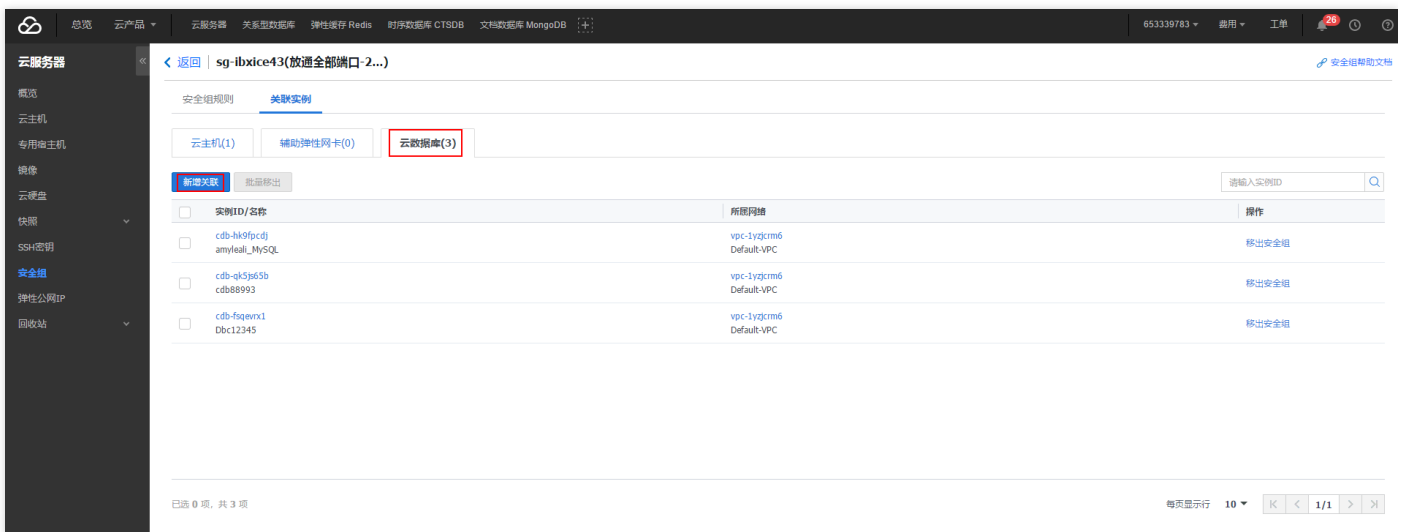 总览 云产品 云服务器 关系型数据库 弹性缓存 Redis 时序数据库 CTSDB 文档数据库 MongoDB 653339783 费用 工单 26
云服务器 « 返回 sg-ibxice43(放通全部端口-2...) 安全组帮助文档
概览
安全组规则 关联实例
云主机
专用宿主机
云主机(1) 辅助弹性网卡(0) 云数据库(3)
镜像
新增关联 批量移出 请输入实例ID
云硬盘
实例ID/名称 所属网络 操作
快照
cdb-hk9fpcdj vpc-1yzjcrm6
amyleali_MySQL Default-VPC 移出安全组
SSH密钥
安全组
cdb-qk5js65b vpc-1yzjcrm6
cdb88993 Default-VPC 移出安全组
弹性公网IP
cdb-fsqevrx1 vpc-1yzjcrm6
Dbc12345 Default-VPC 移出安全组
回收站
已选 0 项，共 3 项 每页显示行 10 1/1